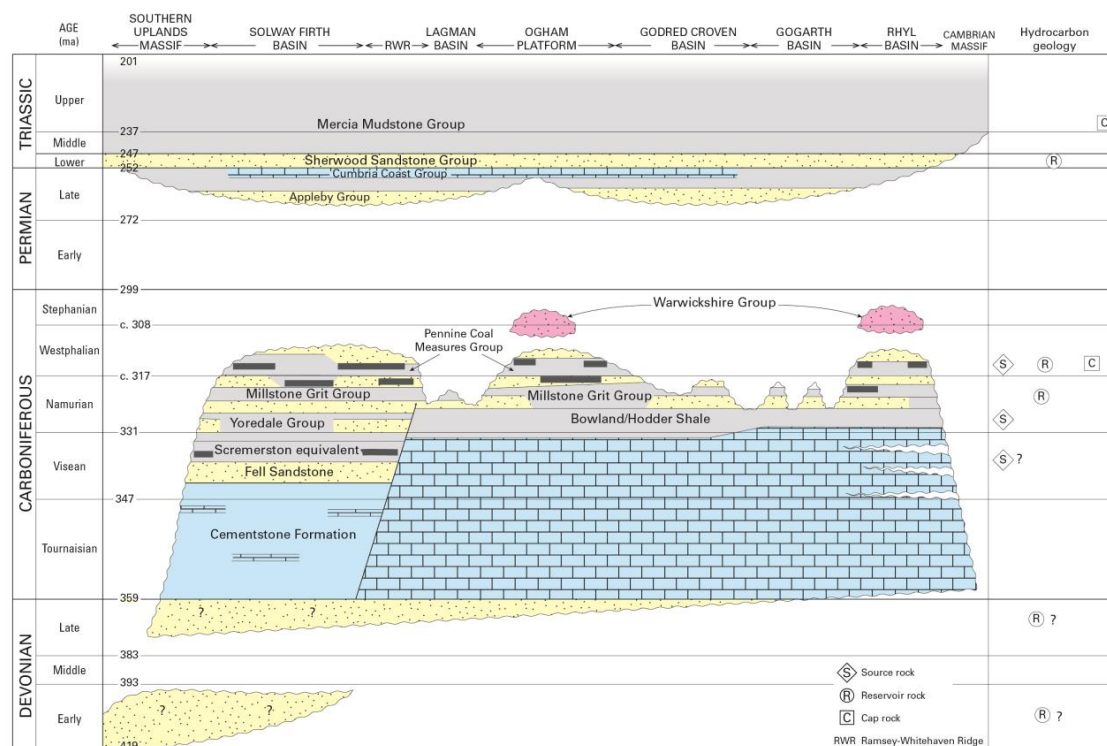 AGE
(ma)
SOUTHERN
UPLANDS
MASSIF
SOLWAY FIRTH
BASIN
RWR
LAGMAN
BASIN
OGHAM
PLATFORM
GODRED CROVEN
BASIN
GOGARTH
BASIN
RHYL
BASIN
CAMBRIAN
MASSIF
Hydrocarbon
geology
TRIASSIC
201
Upper
Mercia Mudstone Group
C
237
Middle
247
Lower
Sherwood Sandstone Group
R
252
Cumbria Coast Group
PERMIAN
Late
Appleby Group
272
Early
299
CARBONIFEROUS
Stephanian
Warwickshire Group
c. 308
Pennine Coal
Measures Group
Westphalian
S R C
c. 317
Namurian
Millstone Grit Group
Millstone Grit Group
R
Bowland/Hodder Shale
S
Yoredale Group
331
Scremerston equivalent
S ?
Visean
Fell Sandstone
347
Cementstone Formation
Tournaisian
359
DEVONIAN
? ?
Late
R ?
383
Middle
393
Early
? ?
R ?
419
S Source rock
R Reservoir rock
C Cap rock
RWR Ramsey-Whitehaven Ridge